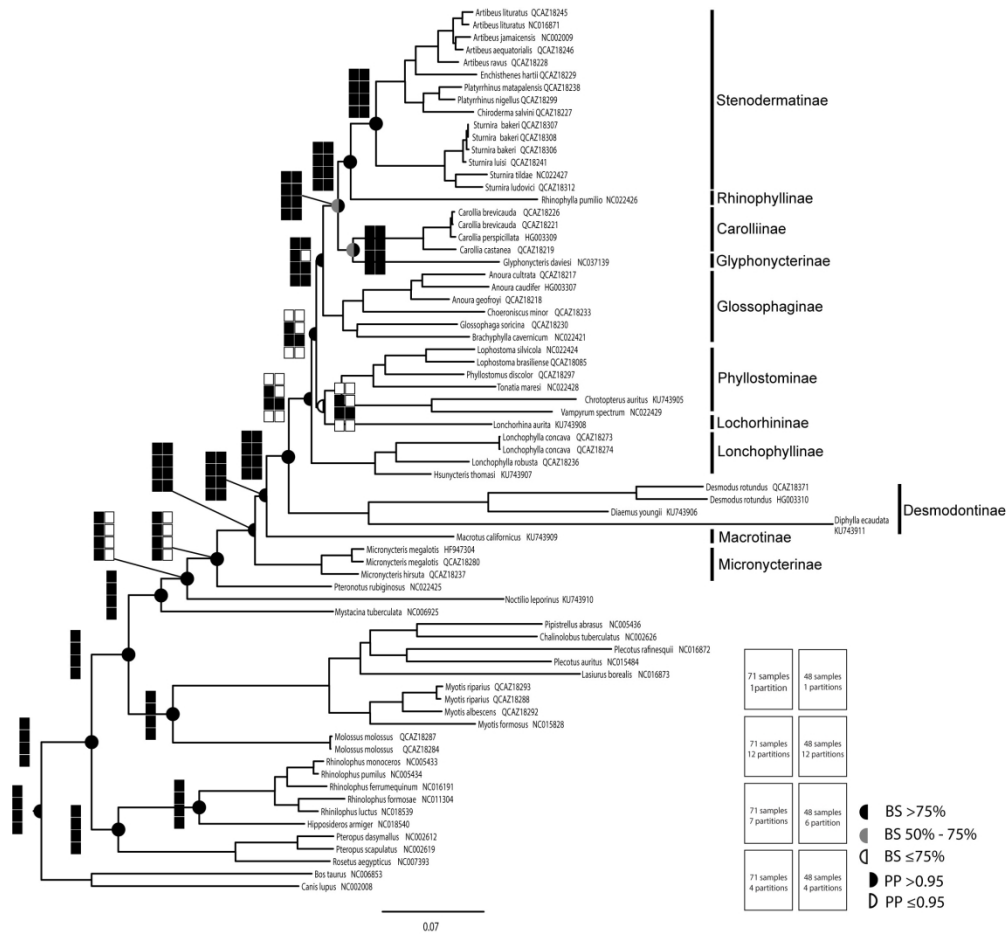 Artibeus lituratus QCAZ18245
Artibeus lituratus NC016871
Artibeus jamaicensis NC002009
Artibeus aequatorialis QCAZ18246
Artibeus ravus QCAZ18228
Enchisthenes hartii QCAZ18229
Platyrrhinus matapalensis QCAZ18238
Platyrrhinus nigellus QCAZ18299
Chiroderma salvini QCAZ18227
Sturnira bakeri QCAZ18307
Sturnira bakeri QCAZ18308
Sturnira bakeri QCAZ18306
Sturnira luisi QCAZ18241
Sturnira tildae NC022427
Sturnira ludovici QCAZ18312
Stenodermatinae
Rhinophylla pumilio NC022426
Rhinophyllinae
Carollia brevicauda QCAZ18226
Carollia brevicauda QCAZ18221
Carollia perspicillata HG003309
Carollia castanea QCAZ18219
Carolliinae
Glyphonycteris daviesi NC037139
Glyphonycterinae
Anoura cultrata QCAZ18217
Anoura caudifer HG003307
Anoura geofroyi QCAZ18218
Choeroniscus minor QCAZ18233
Glossophaga soricina QCAZ18230
Brachyphylla cavernicum NC022421
Glossophaginae
Lophostoma silvicola NC022424
Lophostoma brasiliense QCAZ18085
Phyllostomus discolor QCAZ18297
Tonatia maresi NC022428
Chrotopterus auritus KU743905
Vampyrum spectrum NC022429
Phyllostominae
Lonchorhina aurita KU743908
Lochorhininae
Lonchophylla concava QCAZ18273
Lonchophylla concava QCAZ18274
Lonchophylla robusta QCAZ18236
Hsunycteris thomasi KU743907
Lonchophyllinae
Desmodus rotundus QCAZ18371
Desmodus rotundus HG003310
Diaemus youngii KU743906
Diphylla ecaudata
KU743911
Desmodontinae
Macrotus californicus KU743909
Macrotinae
Micronycteris megalotis HF947304
Micronycteris megalotis QCAZ18280
Micronycteris hirsuta QCAZ18237
Micronycterinae
Pteronotus rubiginosus NC022425
Noctilio leporinus KU743910
Mystacina tuberculata NC006925
Pipistrellus abrasus NC005436
Chalinolobus tuberculatus NC002626
Plecotus rafinesquii NC016872
Plecotus auritus NC015484
Lasiurus borealis NC016873
Myotis riparius QCAZ18293
Myotis riparius QCAZ18288
Myotis albescens QCAZ18292
Myotis formosus NC015828
Molossus molossus QCAZ18287
Molossus molossus QCAZ18284
Rhinolophus monoceros NC005433
Rhinolophus pumilus NC005434
Rhinolophus ferrumequinum NC016191
Rhinolophus formosae NC011304
Rhinilophus luctus NC018539
Hipposideros armiger NC018540
Pteropus dasymallus NC002612
Pteropus scapulatus NC002619
Rosetus aegypticus NC007393
Bos taurus NC006853
Canis lupus NC002008
0.07
71 samples
1partition
48 samples
1 partitions
71 samples
12 partitions
48 samples
12 partitions
71 samples
7 partitions
48 samples
6 partition
71 samples
4 partitions
48 samples
4 partitions
BS >75%
BS 50% - 75%
BS ≤75%
PP >0.95
PP ≤0.95